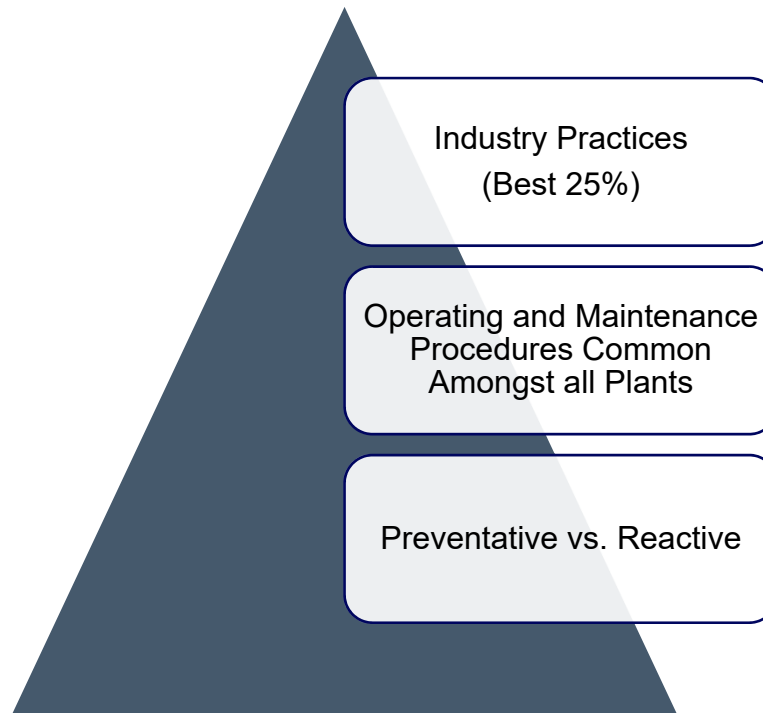 Industry Practices
(Best 25%)
Operating and Maintenance
Procedures Common
Amongst all Plants
Preventative vs. Reactive